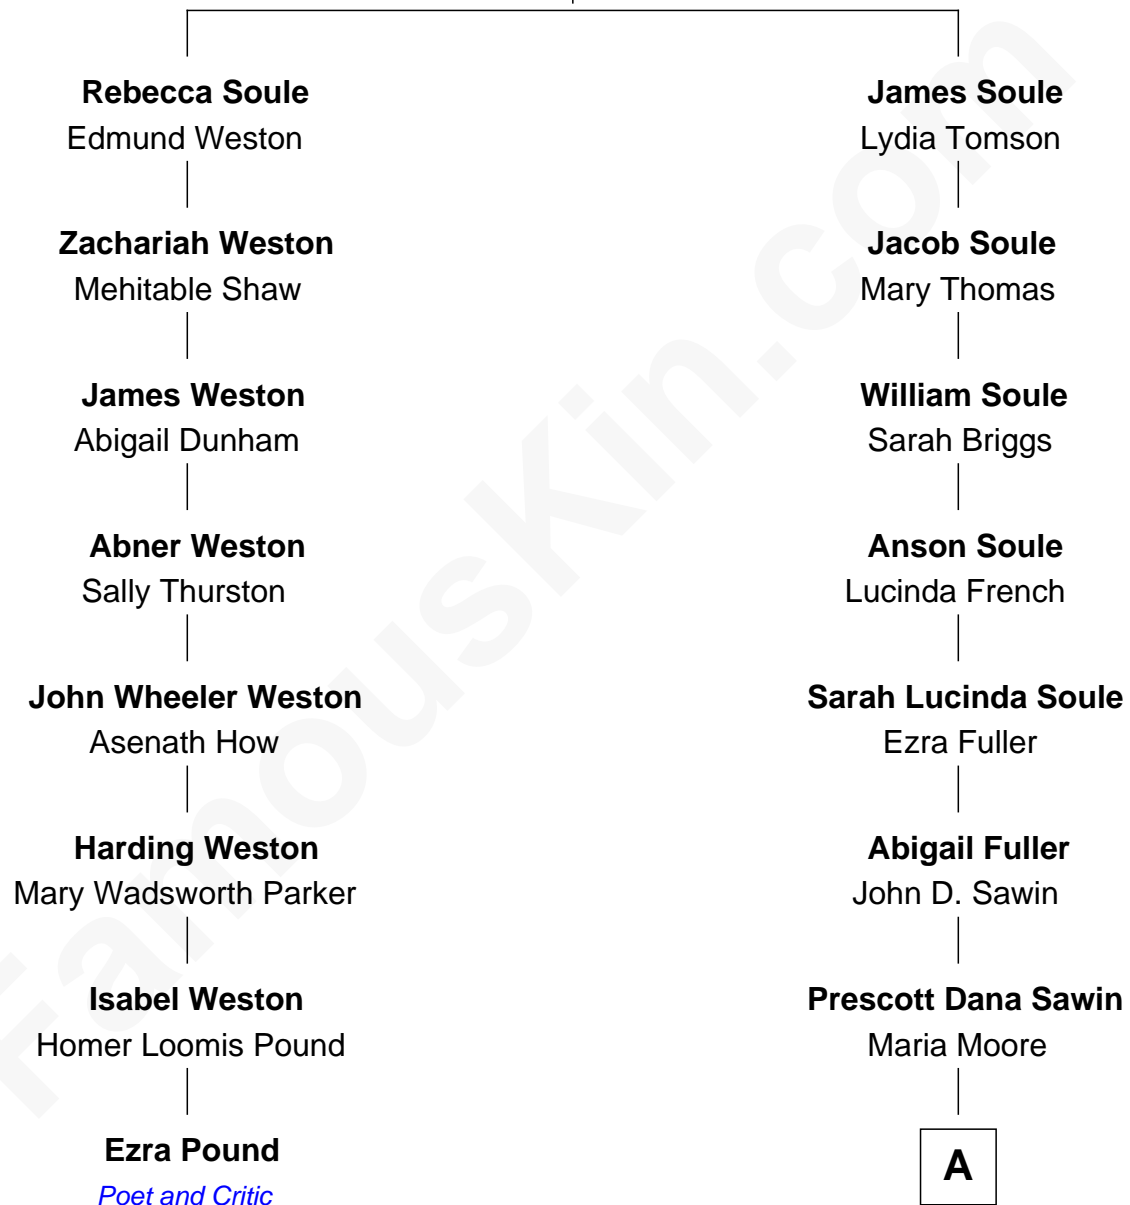 Rebecca Soule
Edmund Weston
Zachariah Weston
Mehitable Shaw
James Weston
Abigail Dunham
Abner Weston
Sally Thurston
John Wheeler Weston
Asenath How
Harding Weston
Mary Wadsworth Parker
Isabel Weston
Homer Loomis Pound
Ezra Pound
Poet and Critic
James Soule
Lydia Tomson
Jacob Soule
Mary Thomas
William Soule
Sarah Briggs
Anson Soule
Lucinda French
Sarah Lucinda Soule
Ezra Fuller
Abigail Fuller
John D. Sawin
Prescott Dana Sawin
Maria Moore
A
FamousKin.com